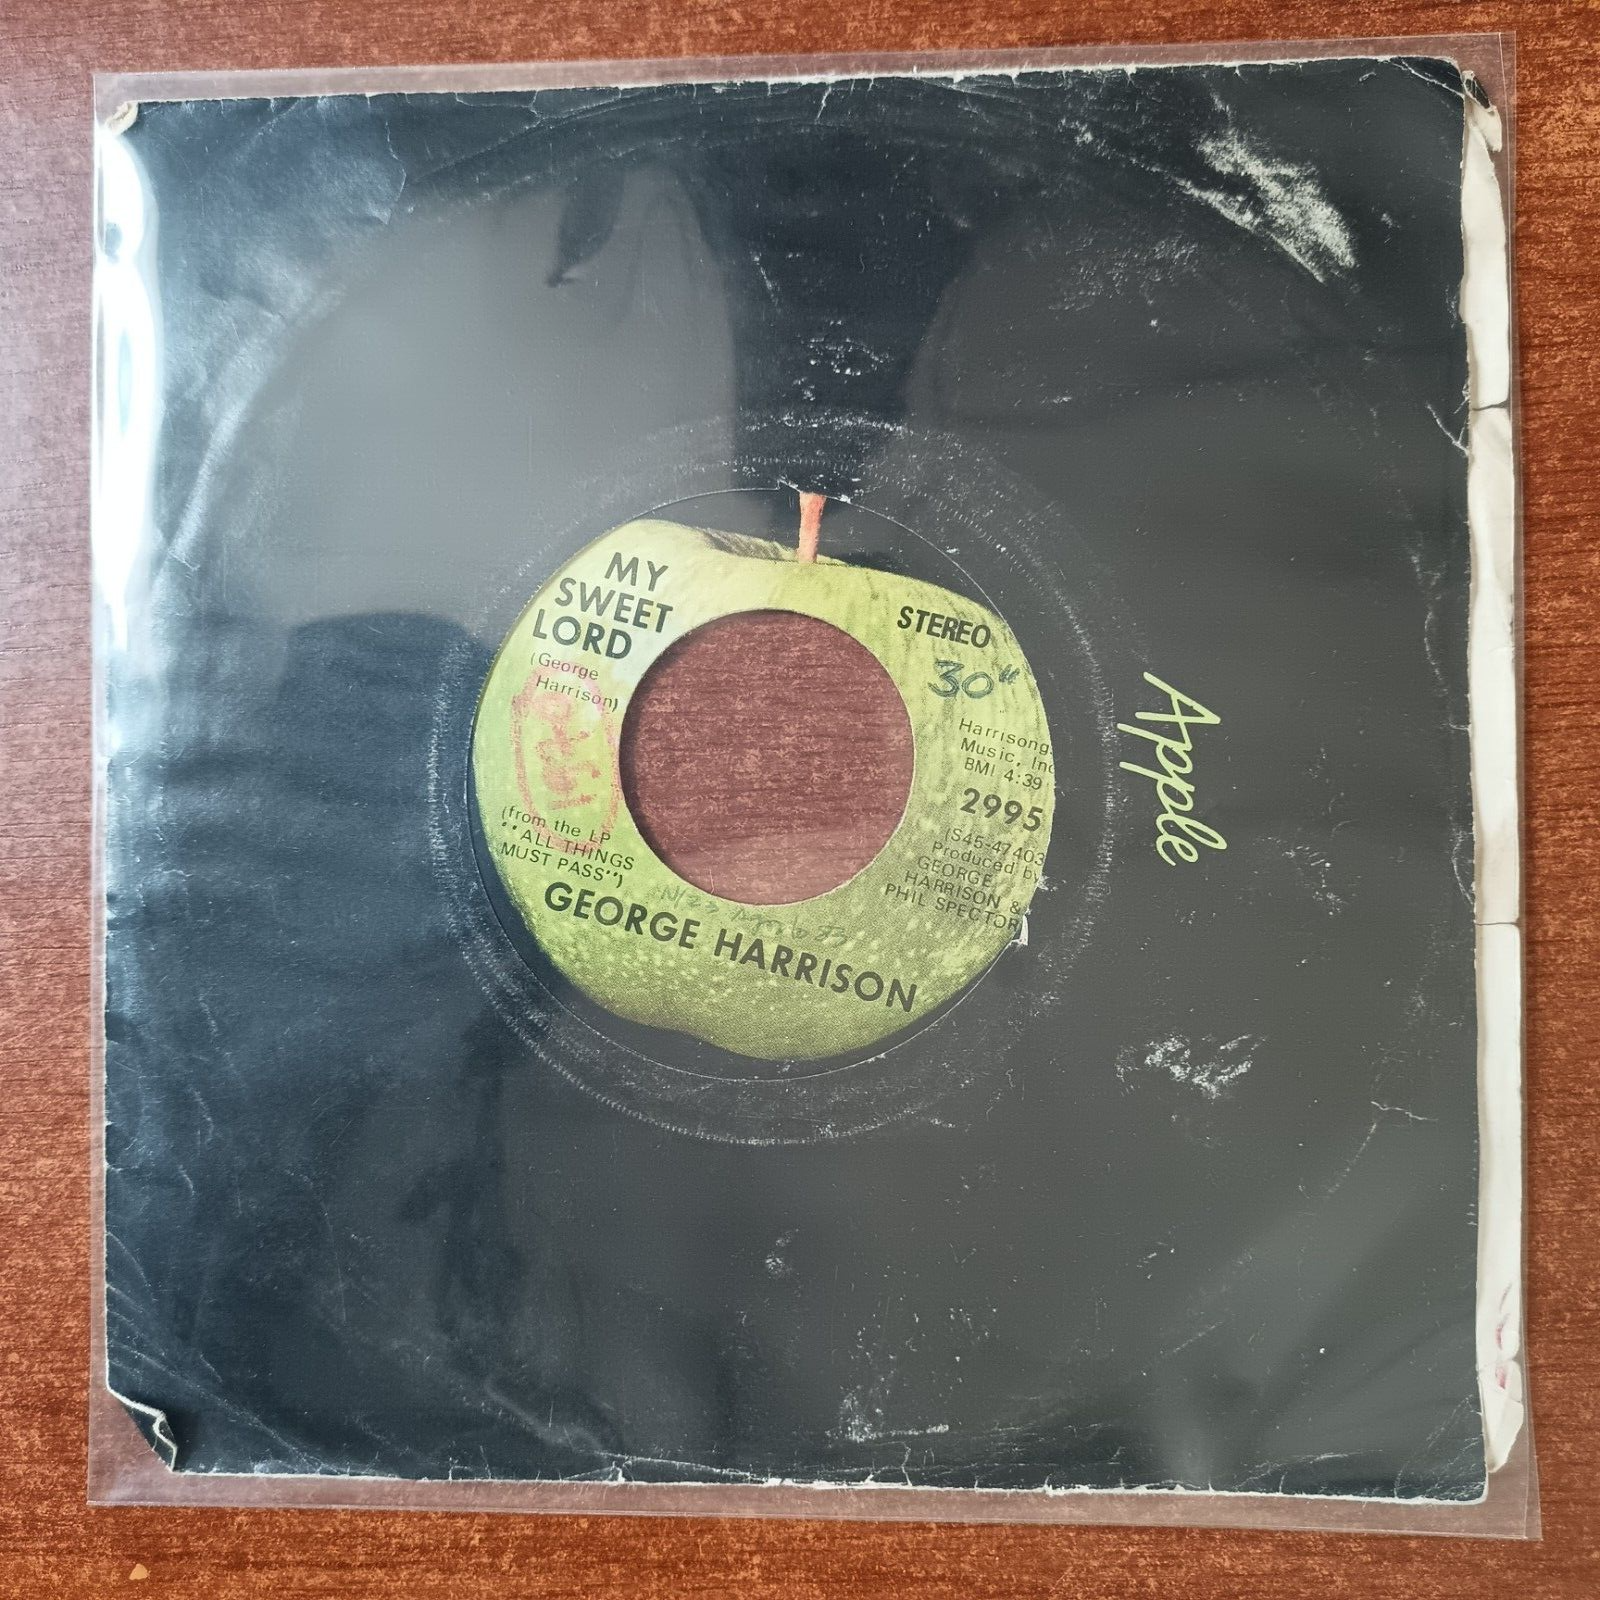 MY
SWEET
LORD
(George
Harrison)
(from the LP
"ALL THINGS
MUST PASS")
GEORGE HARRISON
STEREO
30"
Harrisongs
Music, Inc
BMI 4:39
2995
(S45-47403
Produced by
GEORGE
HARRISON &
PHIL SPECTOR
Apple